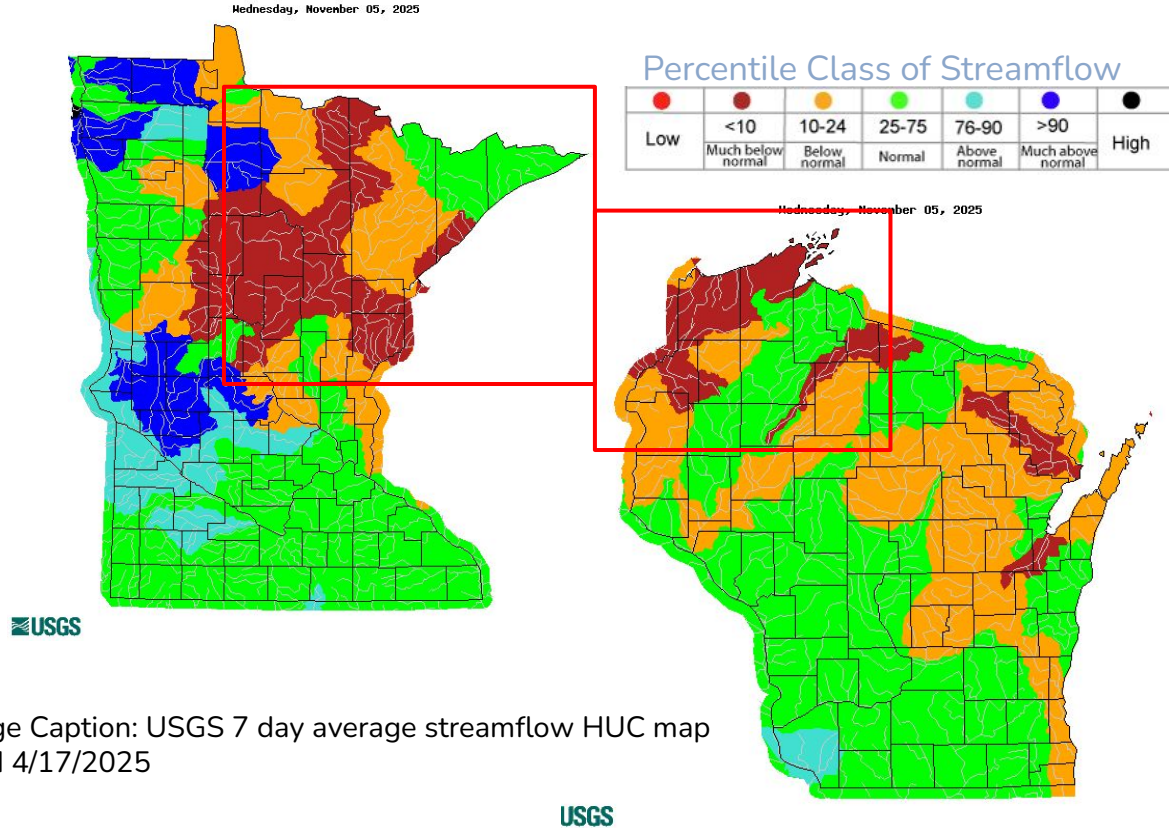 Wednesday, November 05, 2025
Percentile Class of Streamflow
Low
<10
Much below
normal
10-24
Below
normal
25-75
Normal
76-90
Above
normal
>90
Much above
normal
High
Wednesday, November 05, 2025
USGS
ge Caption: USGS 7 day average streamflow HUC map
4/17/2025
USGS